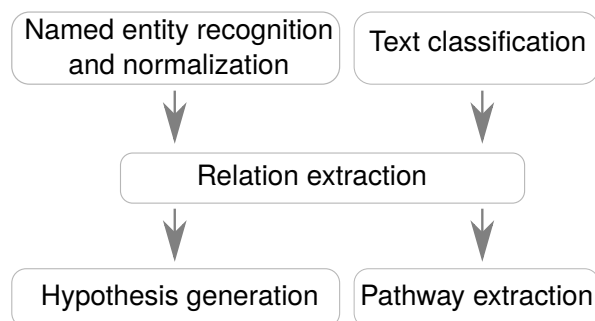 Named entity recognition
and normalization
Text classification
Relation extraction
Hypothesis generation
Pathway extraction